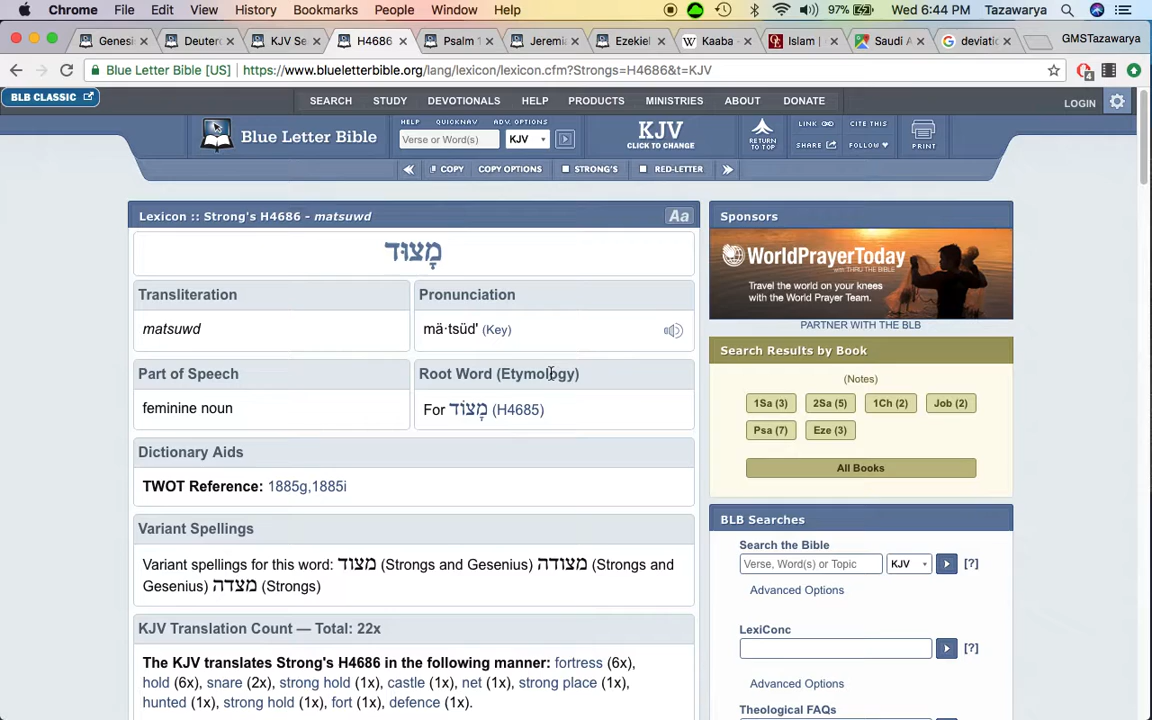 Chrome File Edit View History Bookmarks People Window Help 97% Wed 6:44 PM Tazawarya
Genesi Deutero KJV Se H4686 Psalm 1 Jeremi Ezekiel Kaaba - Islam | Saudi A deviatio GMSTazawarya
Blue Letter Bible [US] https://www.blueletterbible.org/lang/lexicon/lexicon.cfm?Strongs=H4686&t=KJV 4
BLB CLASSIC
SEARCH STUDY DEVOTIONALS HELP PRODUCTS MINISTRIES ABOUT DONATE LOGIN
HELP QUICKNAV ADV. OPTIONS
Blue Letter Bible Verse or Word(s) KJV
KJV
CLICK TO CHANGE
RETURN
TO TOP
LINK CITE THIS
SHARE FOLLOW
PRINT
COPY COPY OPTIONS STRONG'S RED-LETTER
Lexicon :: Strong's H4686 - matsuwd Aa
מָצוּד
Transliteration
matsuwd
Pronunciation
mä·tsüd' (Key)
Part of Speech
feminine noun
Root Word (Etymology)
For מָצוֹד (H4685)
Dictionary Aids
TWOT Reference: 1885g,1885i
Variant Spellings
Variant spellings for this word: מצוד (Strongs and Gesenius) מצודה (Strongs and
Gesenius) מצדה (Strongs)
KJV Translation Count — Total: 22x
The KJV translates Strong's H4686 in the following manner: fortress (6x),
hold (6x), snare (2x), strong hold (1x), castle (1x), net (1x), strong place (1x),
hunted (1x), strong hold (1x), fort (1x), defence (1x).
Sponsors
WorldPrayerToday
with THRU THE BIBLE
Travel the world on your knees
with the World Prayer Team.
PARTNER WITH THE BLB
Search Results by Book
(Notes)
1Sa (3) 2Sa (5) 1Ch (2) Job (2)
Psa (7) Eze (3)
All Books
BLB Searches
Search the Bible
Verse, Word(s) or Topic KJV [?]
Advanced Options
LexiConc
[?]
Advanced Options
Theological FAQs